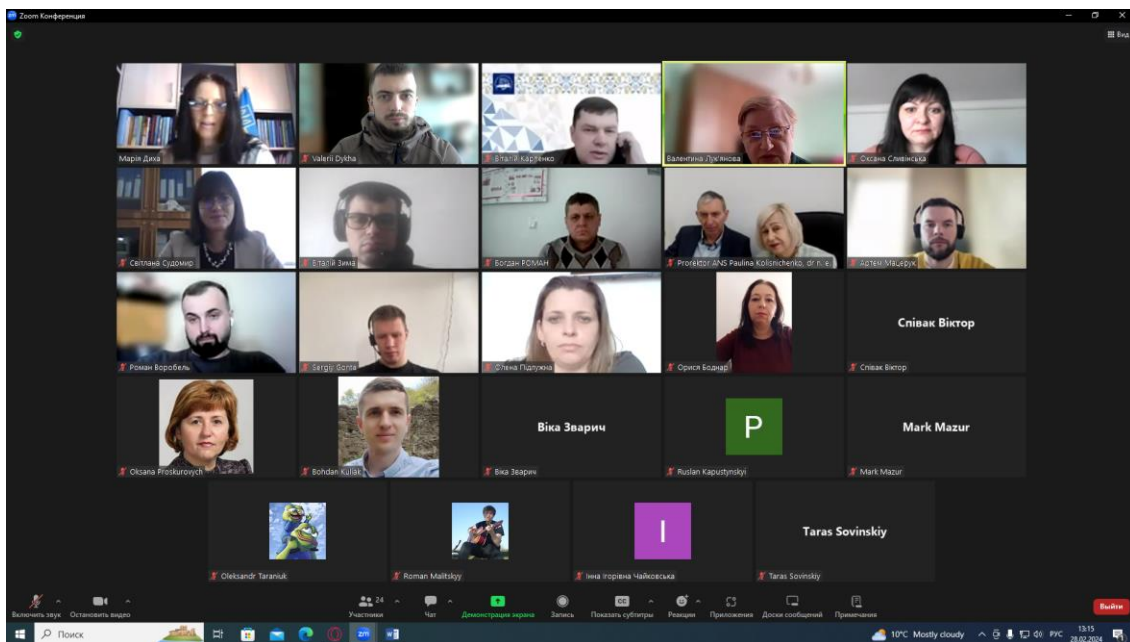 Zoom Конференция
Вид
Марія Диха
Valerii Dykha
Віталій Карпенко
Валентина Лук'янова
Оксана Сливінська
Світлана Судомир
Віталій Зима
Богдан РОМАН
Prorektor ANS Paulina Kolisnichenko, dr n. e.
Артем Мацерук
Роман Воробель
Sergiji Gonta
Олена Підлужна
Орися Боднар
Співак Віктор
Співак Віктор
Oksana Proskurovych
Bohdan Kuliak
Віка Зварич
Віка Зварич
P
Ruslan Kapustynskyi
Mark Mazur
Mark Mazur
Oleksandr Taraniuk
Roman Malitskyy
I
Інна Ігорівна Чайковська
Taras Sovinskiy
Taras Sovinskiy
Включить звук
Остановить видео
24
Участники
Чат
Демонстрация экрана
Запись
CC
Показать субтитры
Реакции
Приложения
Доски сообщений
Примечания
Выйти
Поиск
zm
10°C Mostly cloudy
РУС
13:15
28.02.2024